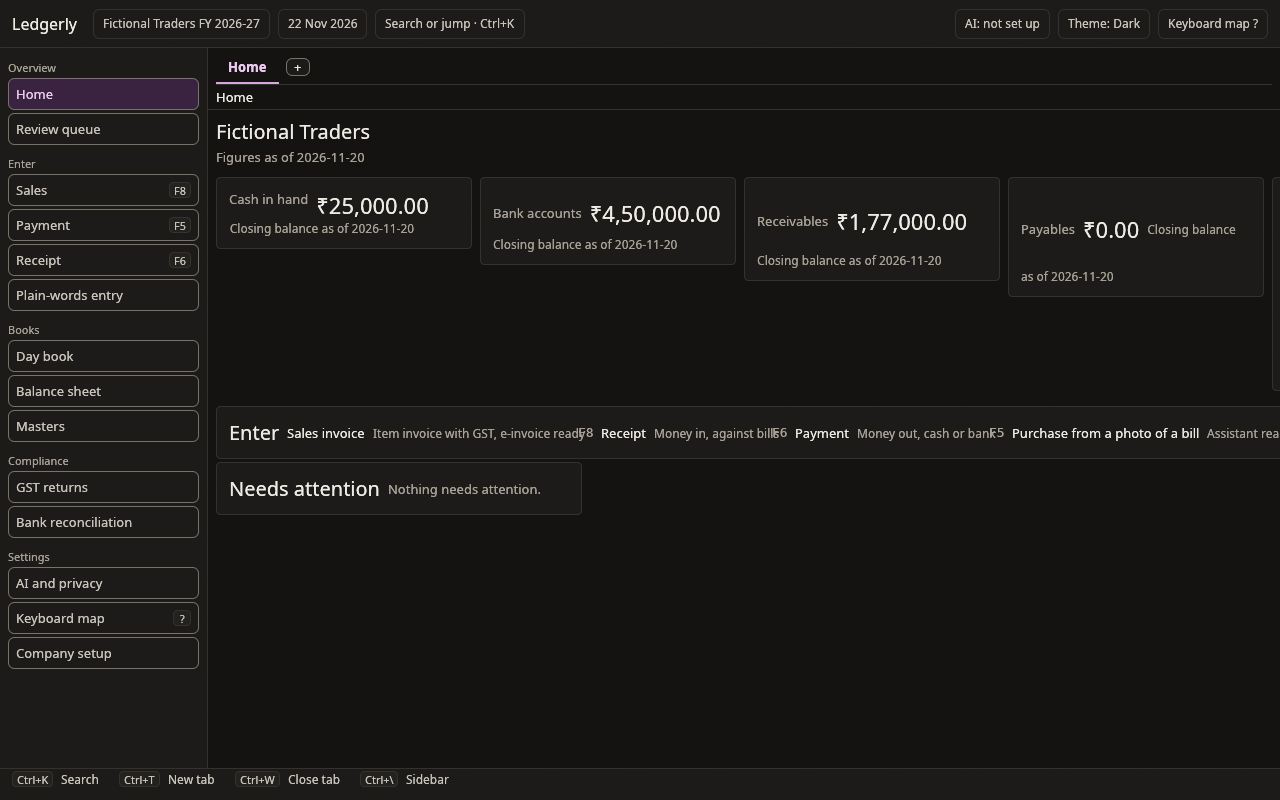 Ledgerly Fictional Traders FY 2026-27 22 Nov 2026 Search or jump · Ctrl+K AI: not set up Theme: Dark Keyboard map ?
Overview
Home
Review queue
Enter
Sales F8
Payment F5
Receipt F6
Plain-words entry
Books
Day book
Balance sheet
Masters
Compliance
GST returns
Bank reconciliation
Settings
AI and privacy
Keyboard map ?
Company setup
Home +
Home
Fictional Traders
Figures as of 2026-11-20
Cash in hand ₹25,000.00
Closing balance as of 2026-11-20
Bank accounts ₹4,50,000.00
Closing balance as of 2026-11-20
Receivables ₹1,77,000.00
Closing balance as of 2026-11-20
Payables ₹0.00 Closing balance
as of 2026-11-20
Enter Sales invoice Item invoice with GST, e-invoice ready F8 Receipt Money in, against bills F6 Payment Money out, cash or bank F5 Purchase from a photo of a bill Assistant
Needs attention Nothing needs attention.
Ctrl+K Search Ctrl+T New tab Ctrl+W Close tab Ctrl+\ Sidebar